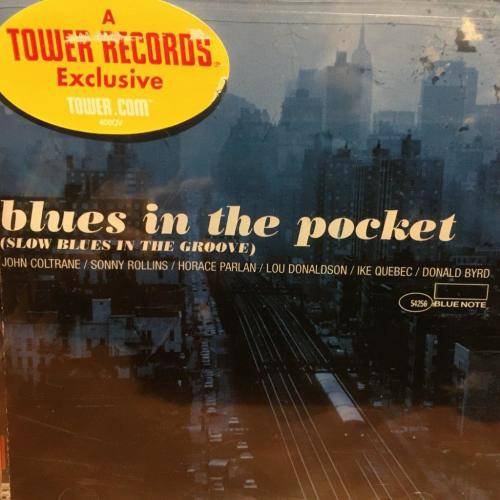 A
TOWER RECORDS
Exclusive
TOWER.COM
blues in the pocket
(SLOW BLUES IN THE GROOVE)
JOHN COLTRANE / SONNY ROLLINS / HORACE PARLAN / LOU DONALDSON / IKE QUEBEC / DONALD BYRD
54256 BLUE NOTE